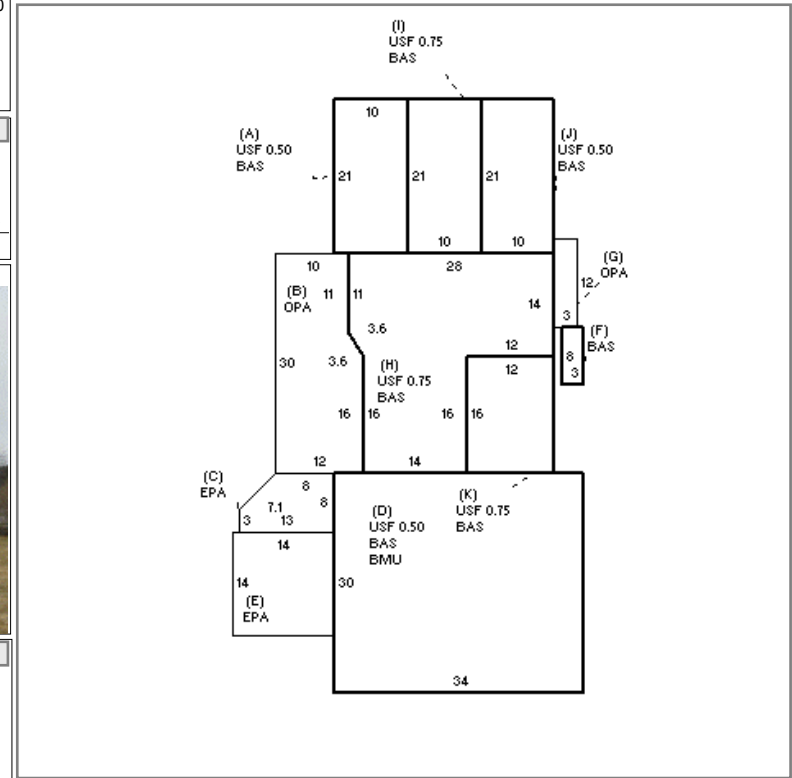 0
(I)
USF 0.75
BAS
10
(A)
USF 0.50
BAS
(J)
USF 0.50
BAS
21
21
21
10
10
10
28
(G)
OPA
(B)
OPA
11
11
14
12
3
3.6
(F)
BAS
12
30
3.6
(H)
USF 0.75
BAS
12
8
3
16
16
16
16
12
14
(C)
EPA
8
8
7.1
3
13
(D)
USF 0.50
BAS
BMU
(K)
USF 0.75
BAS
14
14
30
(E)
EPA
34